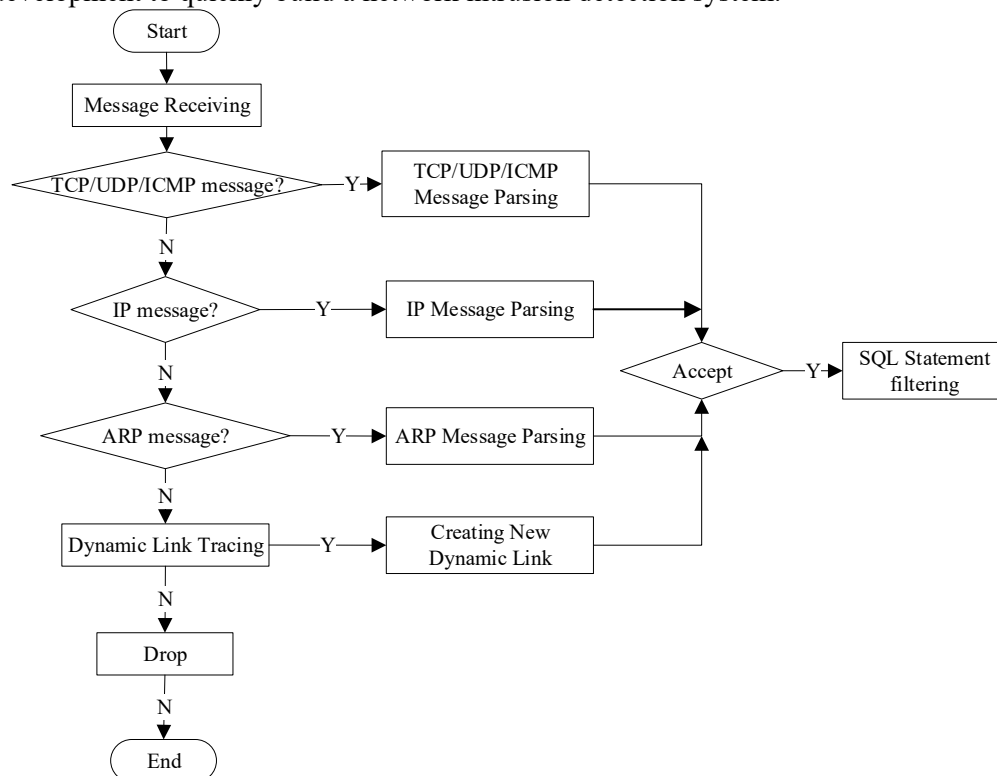 development to quickly build a network intrusion detection system.
Start
Message Receiving
TCP/UDP/ICMP message?
Y
TCP/UDP/ICMP
Message Parsing
N
IP message?
Y
IP Message Parsing
N
Accept
Y
SQL Statement
filtering
ARP message?
Y
ARP Message Parsing
N
Dynamic Link Tracing
Y
Creating New
Dynamic Link
N
Drop
N
End